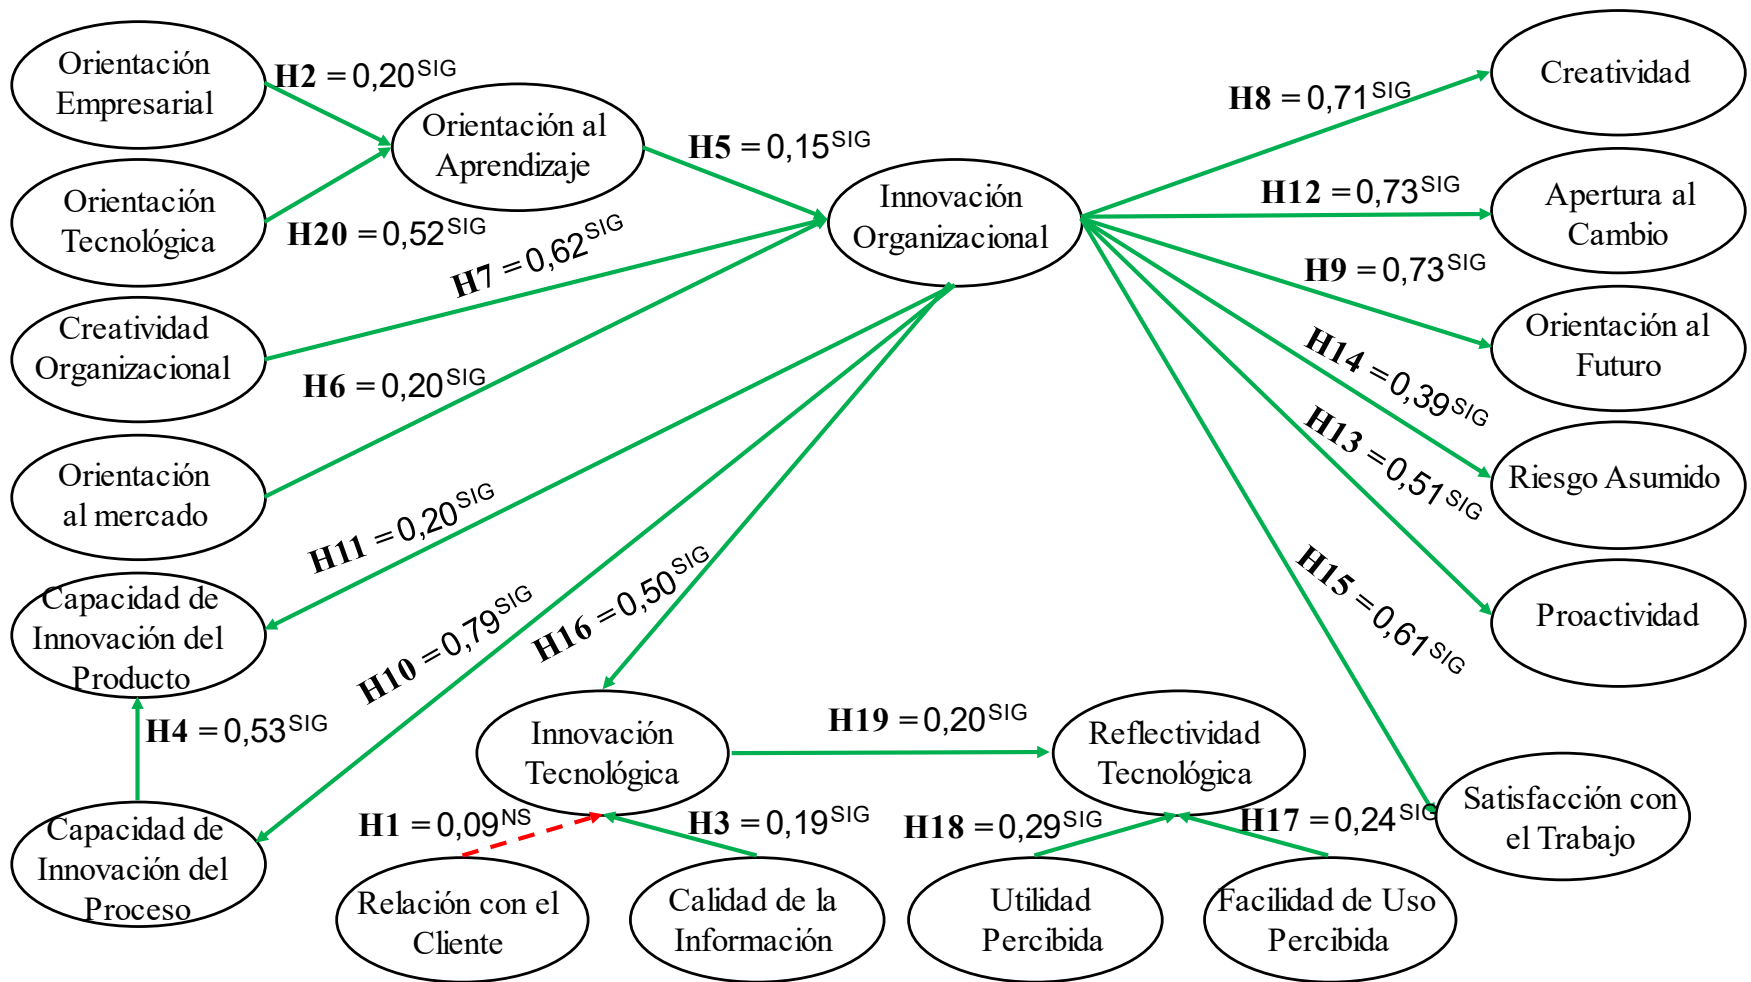 Orientación
Empresarial
H2 = 0,20SIG
Orientación al
Aprendizaje
Orientación
Tecnológica
H20 = 0,52SIG
H5 = 0,15SIG
Innovación
Organizacional
H7 = 0,62SIG
Creatividad
Organizacional
H6 = 0,20SIG
Orientación
al mercado
H8 = 0,71SIG
Creatividad
H12 = 0,73SIG
Apertura al
Cambio
H9 = 0,73SIG
Orientación al
Futuro
H14 = 0,39SIG
Riesgo Asumido
H13 = 0,51SIG
Proactividad
H15 = 0,61SIG
Satisfacción con
el Trabajo
H11 = 0,20SIG
Capacidad de
Innovación del
Producto
H10 = 0,79SIG
H16 = 0,50SIG
H4 = 0,53SIG
Capacidad de
Innovación del
Proceso
Innovación
Tecnológica
H19 = 0,20SIG
Reflectividad
Tecnológica
H1 = 0,09NS
H3 = 0,19SIG
H18 = 0,29SIG
H17 = 0,24SIG
Relación con el
Cliente
Calidad de la
Información
Utilidad
Percibida
Facilidad de Uso
Percibida